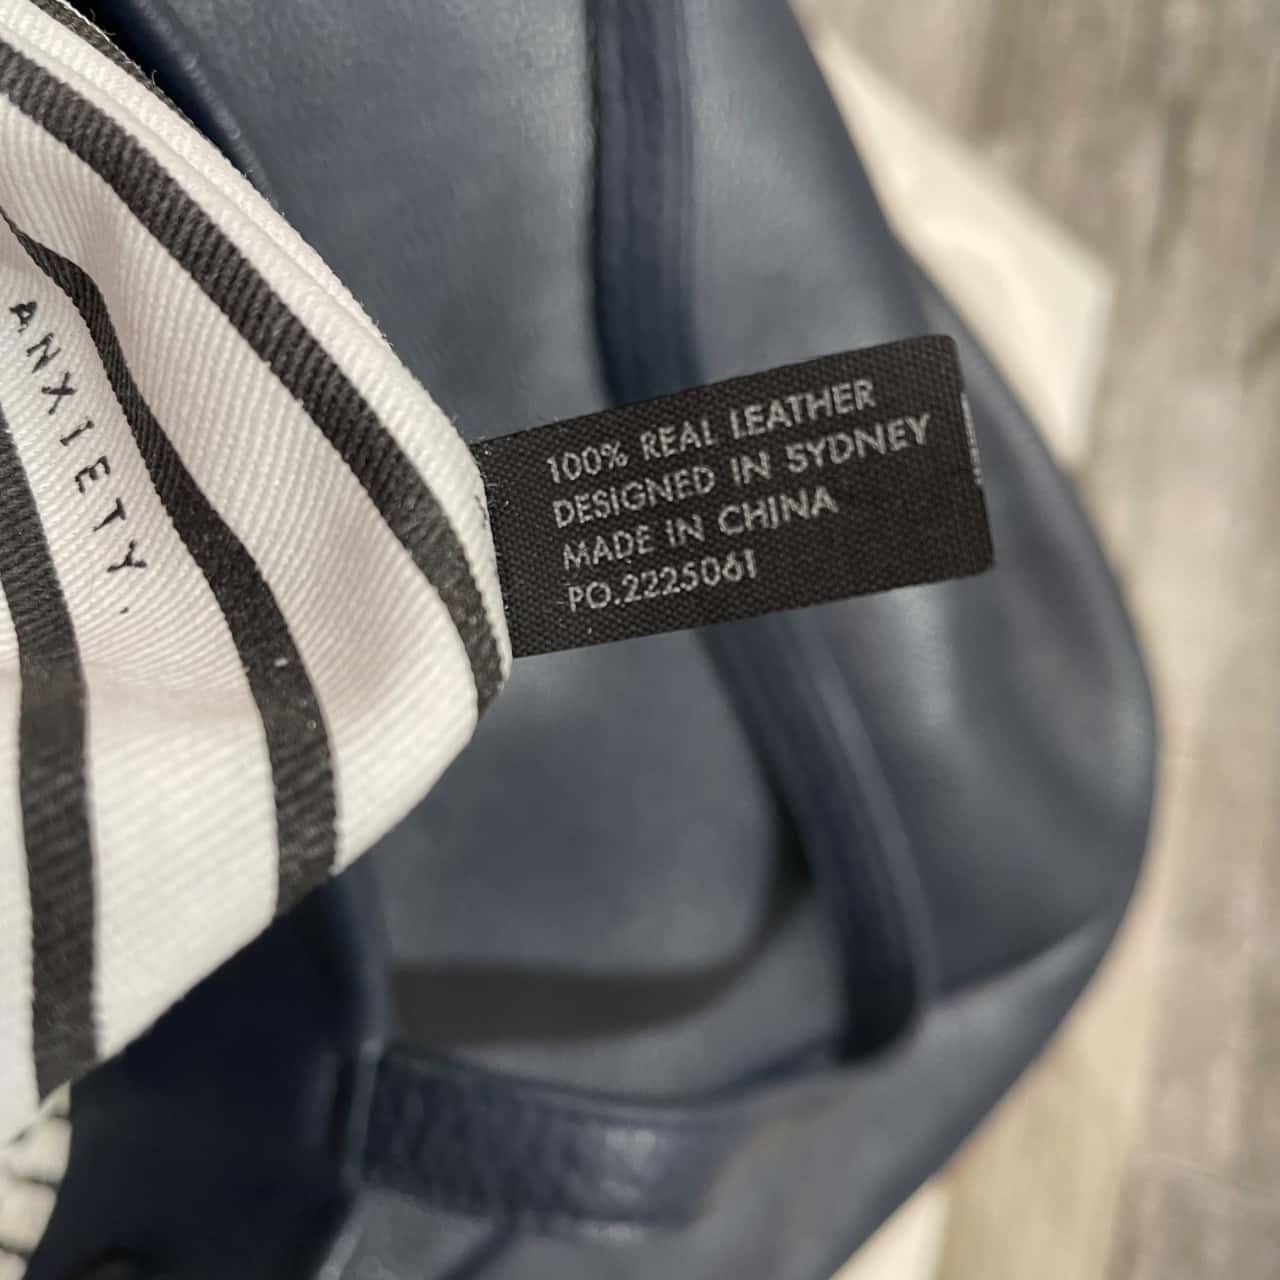 ANXIETY.
100% REAL LEATHER
DESIGNED IN SYDNEY
MADE IN CHINA
PO.2225061